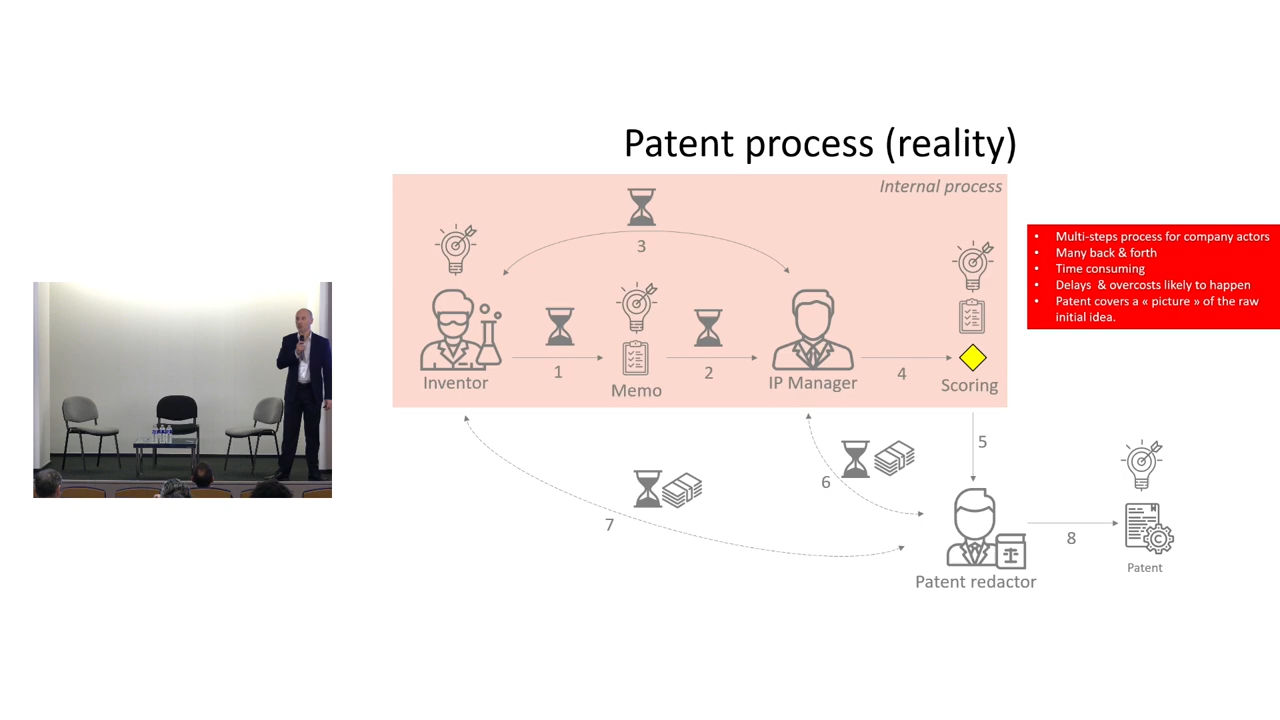 Patent process (reality)
Internal process
3
Inventor
1
Memo
2
IP Manager
4
Scoring
• Multi-steps process for company actors
• Many back & forth
• Time consuming
• Delays & overcosts likely to happen
• Patent covers a « picture » of the raw
initial idea.
5
6
7
Patent redactor
8
Patent